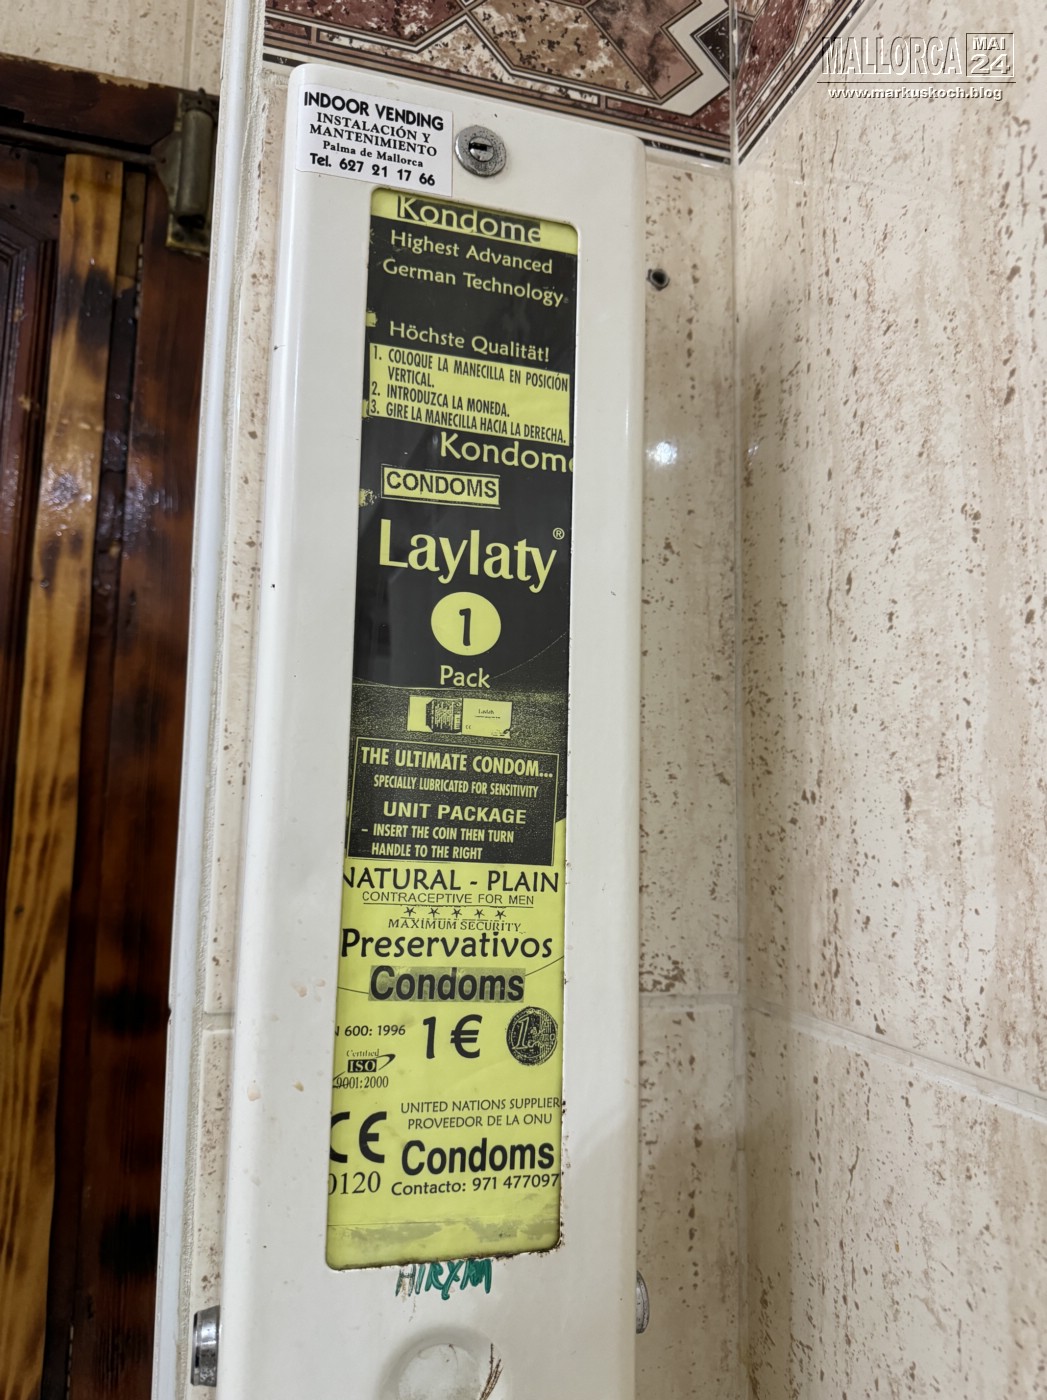 MALLORCA MAI 24
www.markuskoch.blog
INDOOR VENDING
INSTALACIÓN Y
MANTENIMIENTO
Palma de Mallorca
Tel. 627 21 17 66
Kondome
Highest Advanced
German Technology
Höchste Qualität!
1. COLOQUE LA MANECILLA EN POSICIÓN
VERTICAL.
2. INTRODUZCA LA MONEDA.
3. GIRE LA MANECILLA HACIA LA DERECHA.
Kondome
CONDOMS
Laylaty®
1
Pack
THE ULTIMATE CONDOM...
SPECIALLY LUBRICATED FOR SENSITIVITY
UNIT PACKAGE
- INSERT THE COIN THEN TURN
HANDLE TO THE RIGHT
NATURAL - PLAIN
CONTRACEPTIVE FOR MEN
MAXIMUM SECURITY
Preservativos
Condoms
N 600: 1996
1€
Certified
ISO
9001:2000
CE
UNITED NATIONS SUPPLIER
PROVEEDOR DE LA ONU
Condoms
0120
Contacto: 971 477097